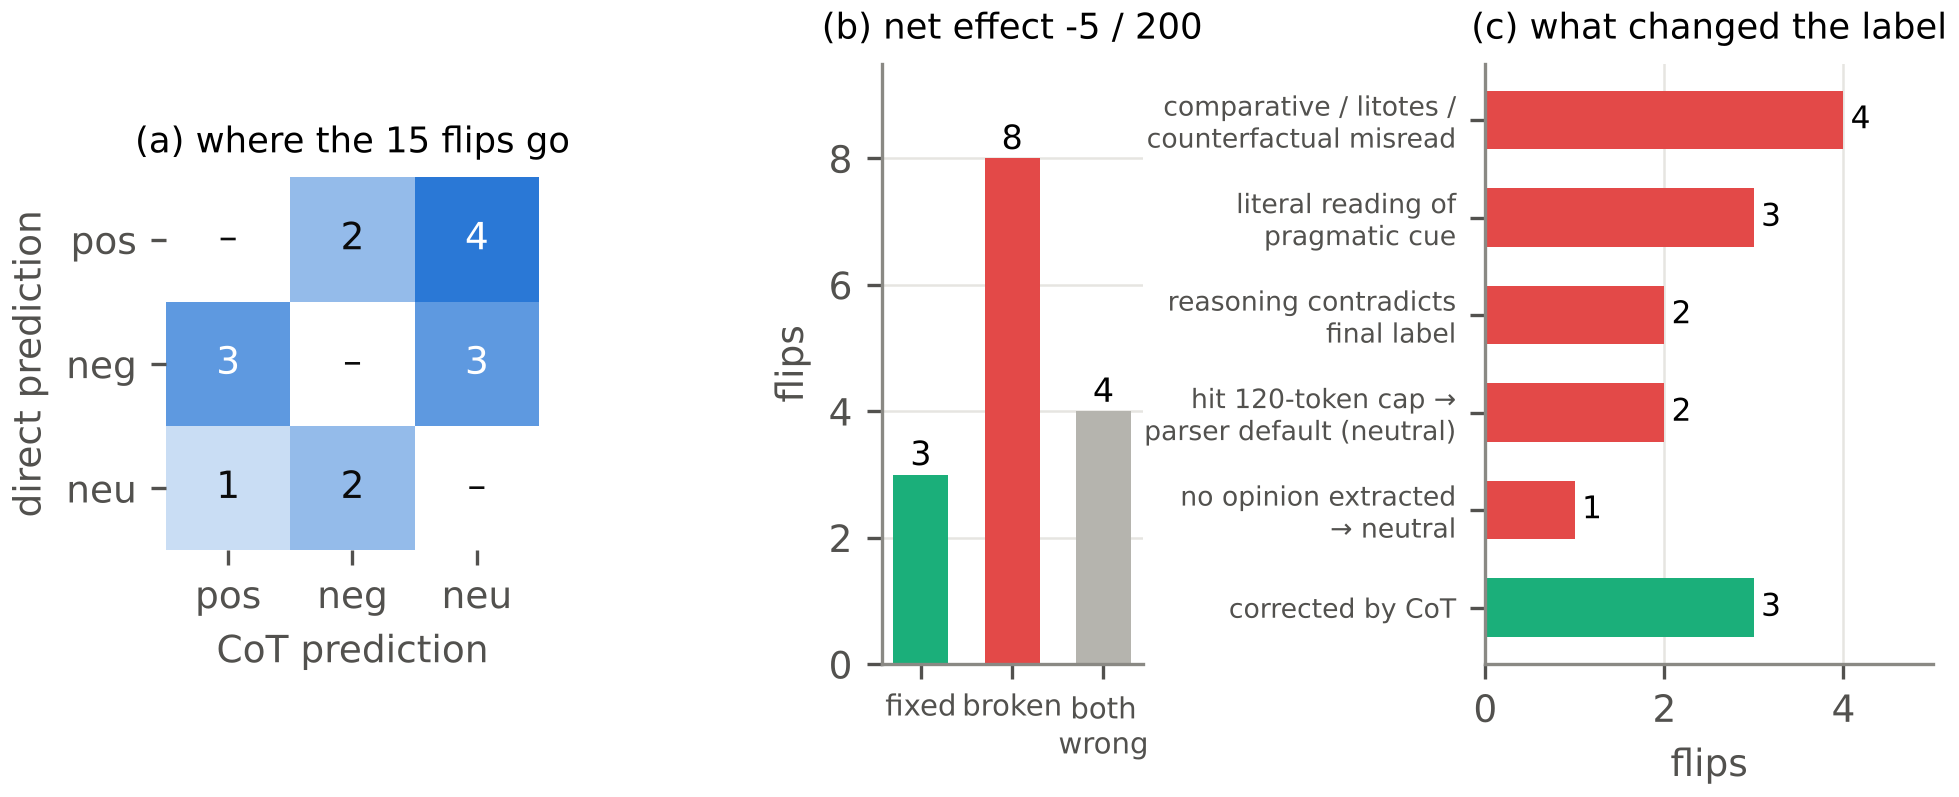 (a) where the 15 flips go
direct prediction
pos
neg
neu
– 2 4
3 – 3
1 2 –
pos neg neu
CoT prediction
(b) net effect -5 / 200
flips
8
6
4
2
0
3
8
4
fixed
broken
both
wrong
(c) what changed the label
comparative / litotes /
counterfactual misread
4
literal reading of
pragmatic cue
3
reasoning contradicts
final label
2
hit 120-token cap →
parser default (neutral)
2
no opinion extracted
→ neutral
1
corrected by CoT
3
0 2 4
flips